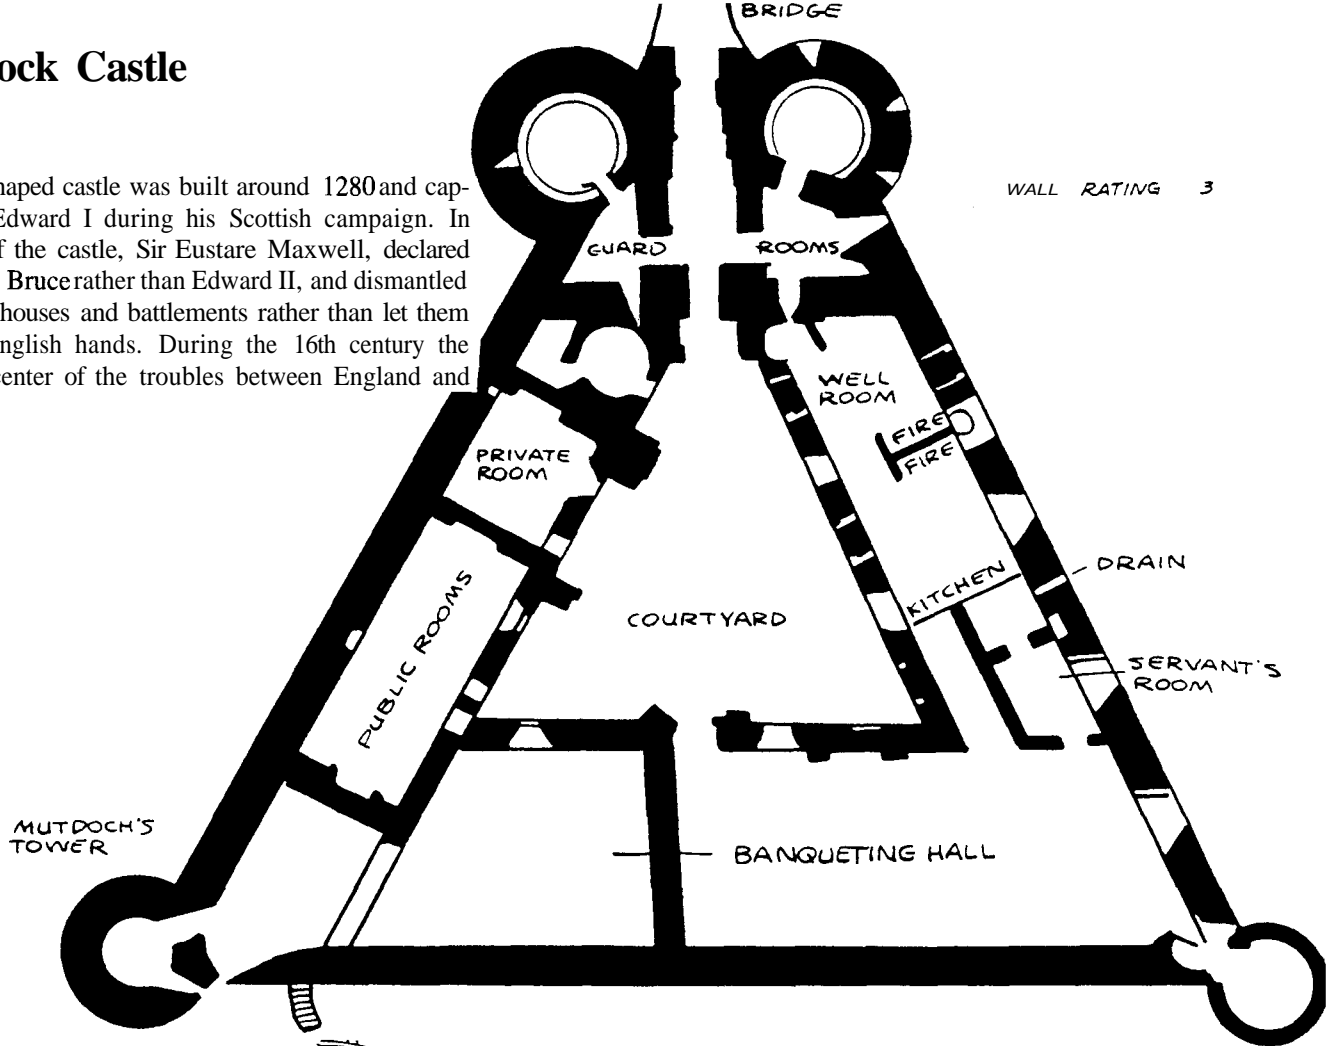 ock Castle
BRIDGE
haped castle was built around 1280 and cap-
Edward I during his Scottish campaign. In
f the castle, Sir Eustare Maxwell, declared
Bruce rather than Edward II, and dismantled
houses and battlements rather than let them
nglish hands. During the 16th century the
center of the troubles between England and
WALL RATING 3
GUARD ROOMS
WELL
ROOM
FIRE
FIRE
PRIVATE
ROOM
PUBLIC ROOMS
COURTYARD
KITCHEN
DRAIN
SERVANT'S
ROOM
MUTDOCH'S
TOWER
BANQUETING HALL